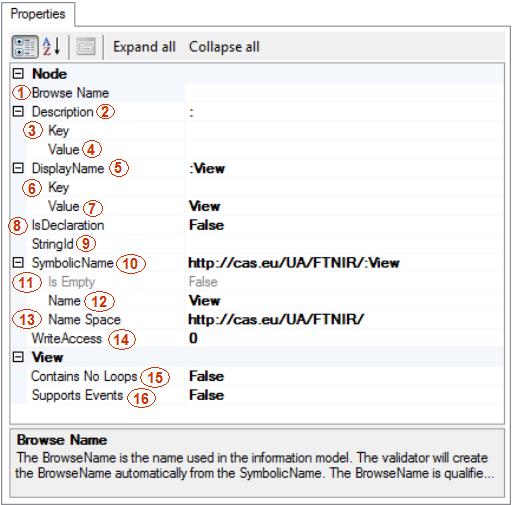 Properties
Expand all Collapse all
Node
1 Browse Name
Description 2 :
3 Key
Value 4
DisplayName 5 :View
6 Key
Value 7 View
8 IsDeclaration False
StringId 9
SymbolicName 10 http://cas.eu/UA/FTNIR/:View
11 Is Empty False
Name 12 View
13 Name Space http://cas.eu/UA/FTNIR/
WriteAccess 14 0
View
Contains No Loops 15 False
Supports Events 16 False
Browse Name
The BrowseName is the name used in the information model. The validator will create
the BrowseName automatically from the SymbolicName. The BrowseName is qualifie...